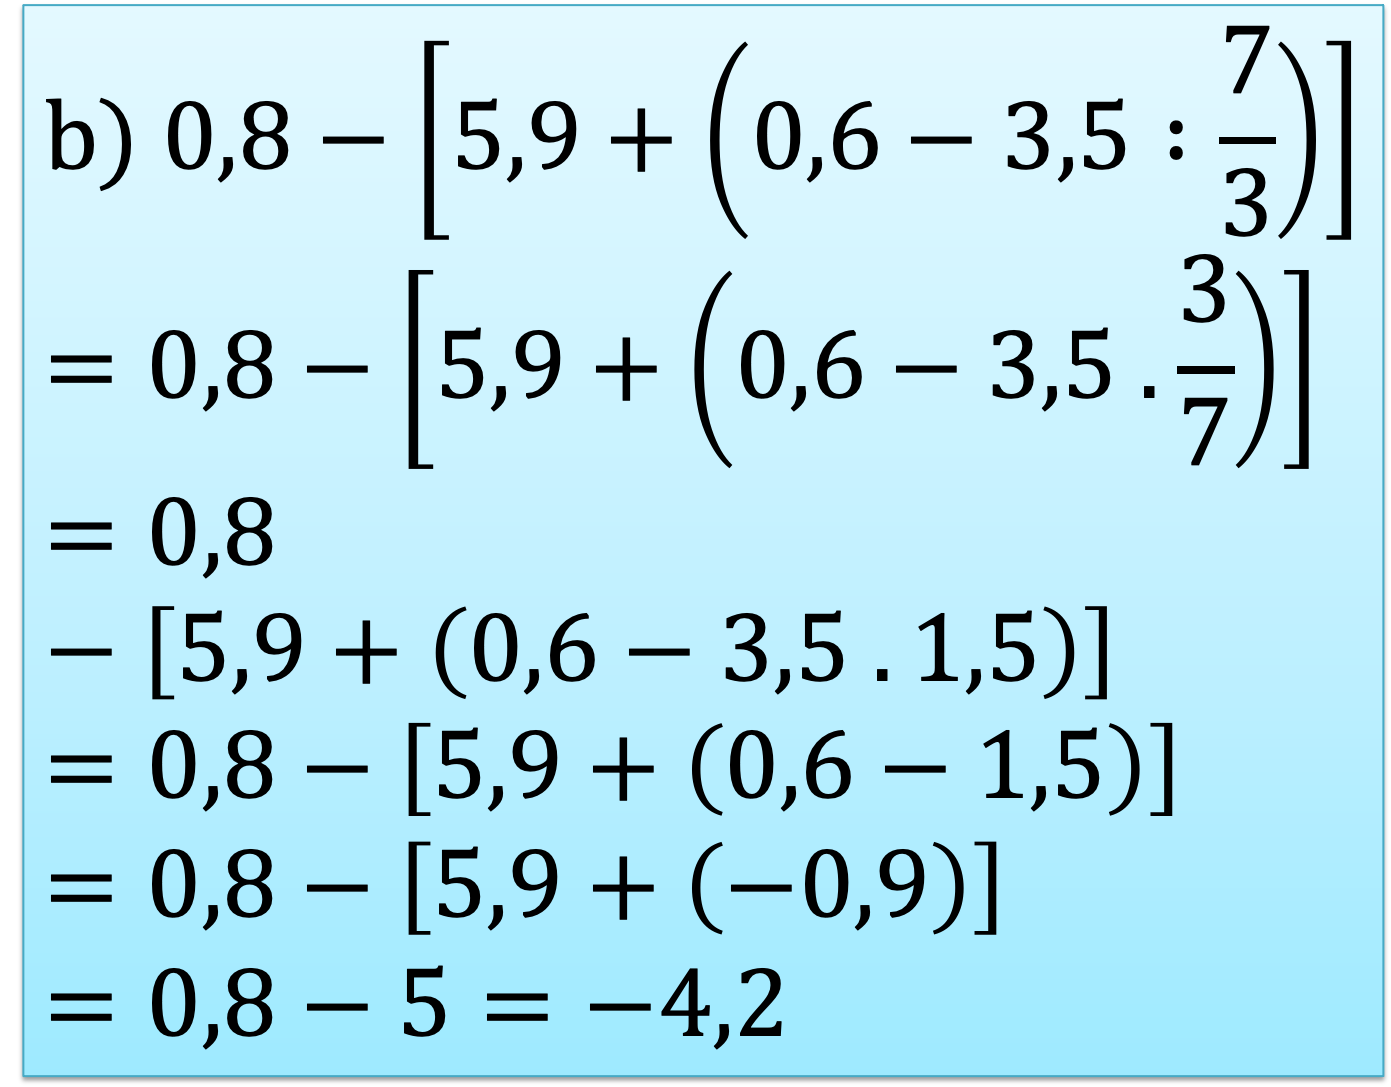 b) 0,8 − [5,9 + (0,6 − 3,5 : 7/3)]
= 0,8 − [5,9 + (0,6 − 3,5 . 3/7)]
= 0,8
− [5,9 + (0,6 − 3,5 . 1,5)]
= 0,8 − [5,9 + (0,6 − 1,5)]
= 0,8 − [5,9 + (−0,9)]
= 0,8 − 5 = −4,2